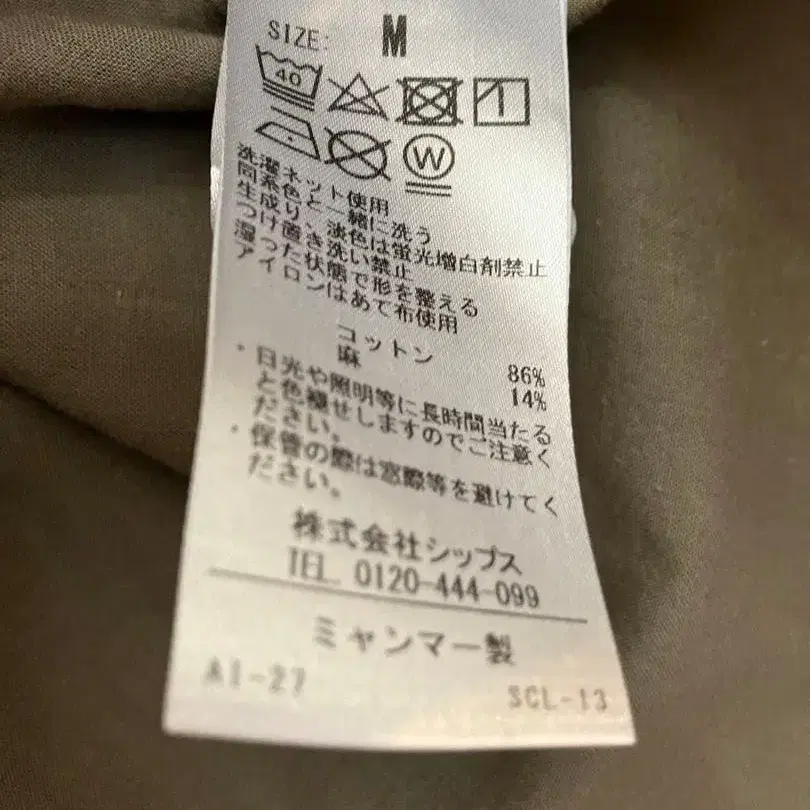 SIZE: M
40
W
洗濯ネット使用
同系色と一緒に洗う
生成り、淡色は蛍光増白剤禁止
つけ置き洗い禁止
湿った状態で形を整える
アイロンはあて布使用
コットン 86%
麻 14%
・日光や照明等に長時間当たる
と色褪せしますのでご注意く
ださい。
・保管の際は窓際等を避けてく
ださい。
株式会社シップス
TEL. 0120-444-099
ミャンマー製
A1-27 SCL-13